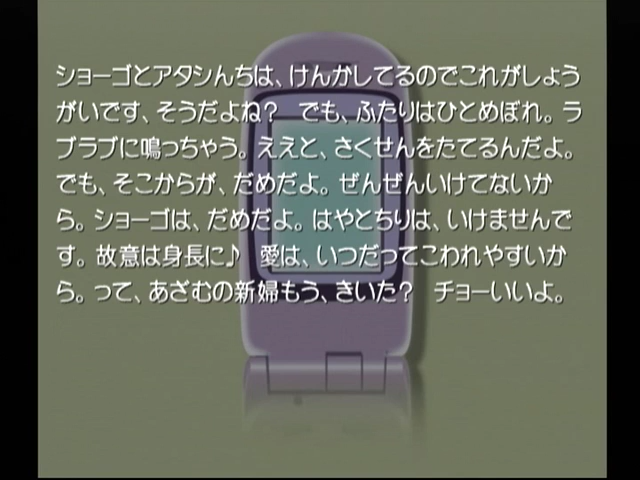 ショーゴとアタシんちは、けんかしてるのでこれがしょう
がいです、そうだよね？　でも、ふたりはひとめぼれ。ラ
ブラブに鳴っちゃう。ええと、さくせんをたてるんだよ。
でも、そこからが、だめだよ。ぜんぜんいけてないか
ら。ショーゴは、だめだよ。はやとちりは、いけませんで
す。故意は身長に♪　愛は、いつだってこわれやすいか
ら。って、あざむの新婦もう、きいた？　チョーいいよ。